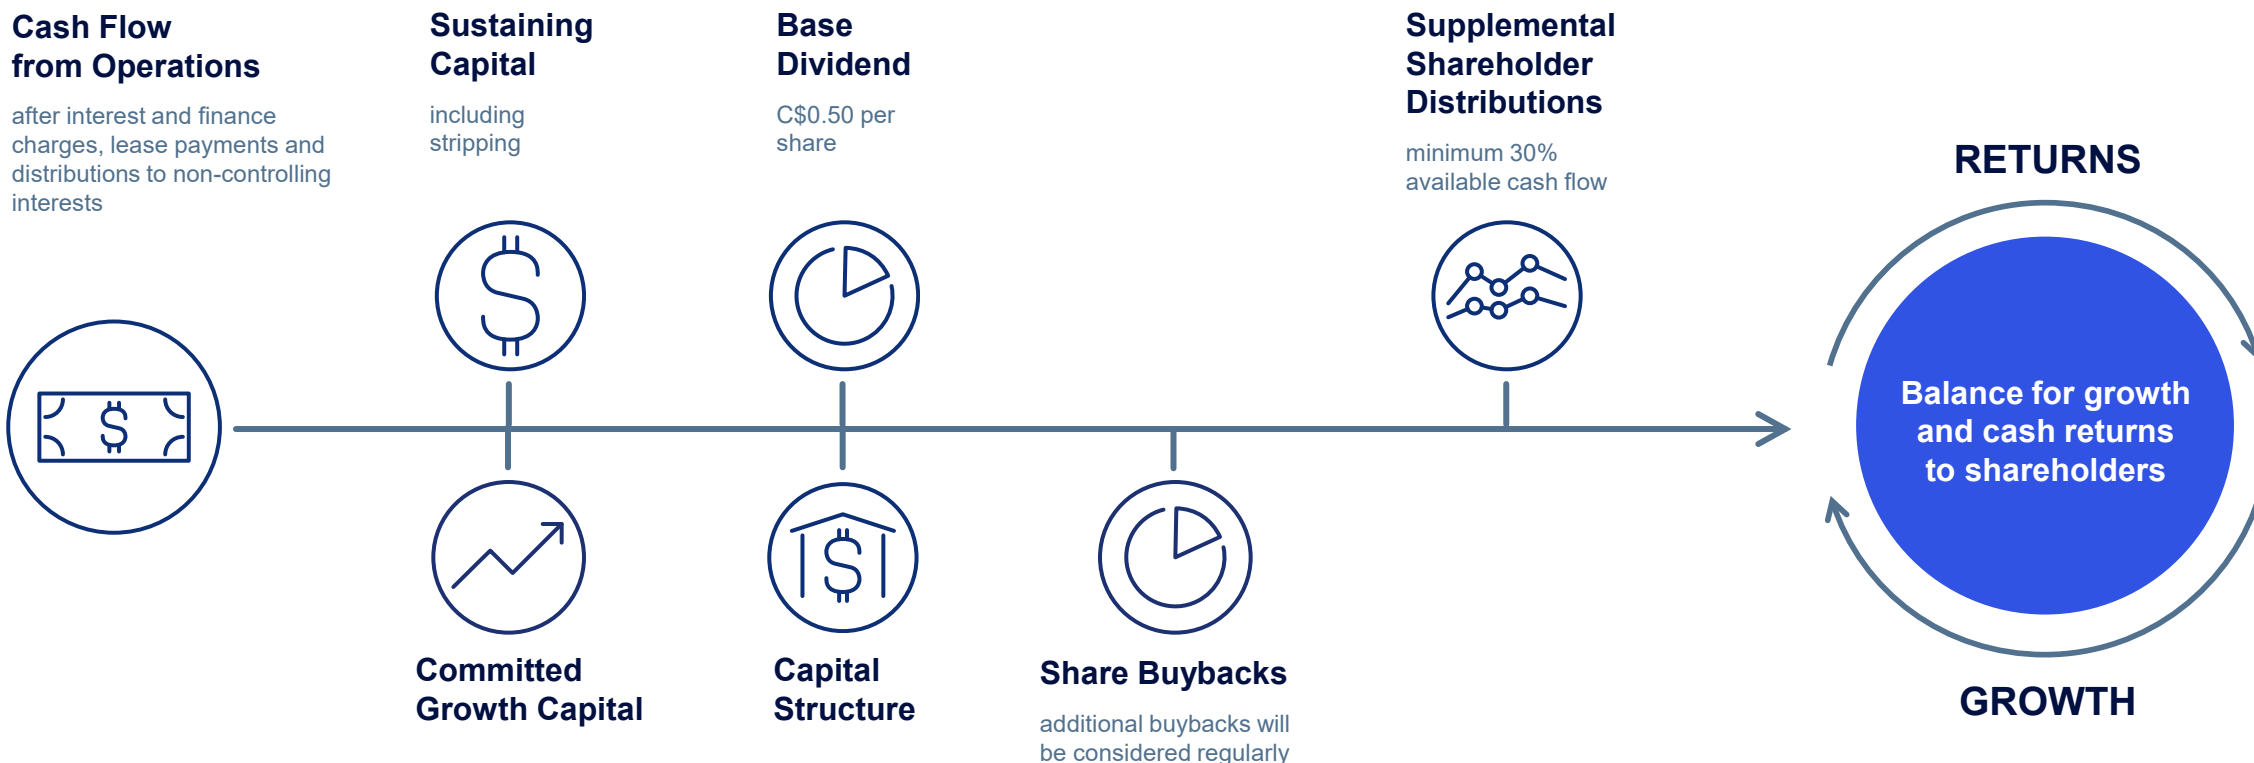 Cash Flow
from Operations
after interest and finance
charges, lease payments and
distributions to non-controlling
interests
Sustaining
Capital
including
stripping
Base
Dividend
C$0.50 per
share
Supplemental
Shareholder
Distributions
minimum 30%
available cash flow
Committed
Growth Capital
Capital
Structure
Share Buybacks
additional buybacks will
be considered regularly
RETURNS
Balance for growth
and cash returns
to shareholders
GROWTH